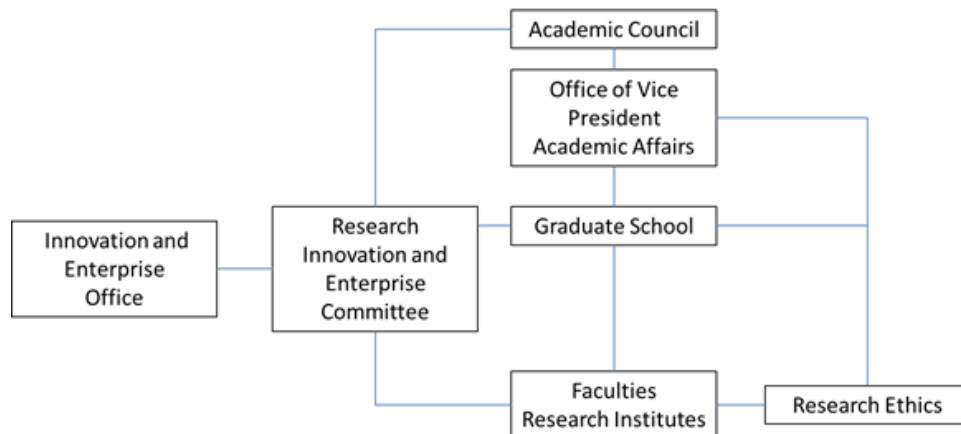 Academic Council
Office of Vice
President
Academic Affairs
Innovation and
Enterprise
Office
Research
Innovation and
Enterprise
Committee
Graduate School
Faculties
Research Institutes
Research Ethics